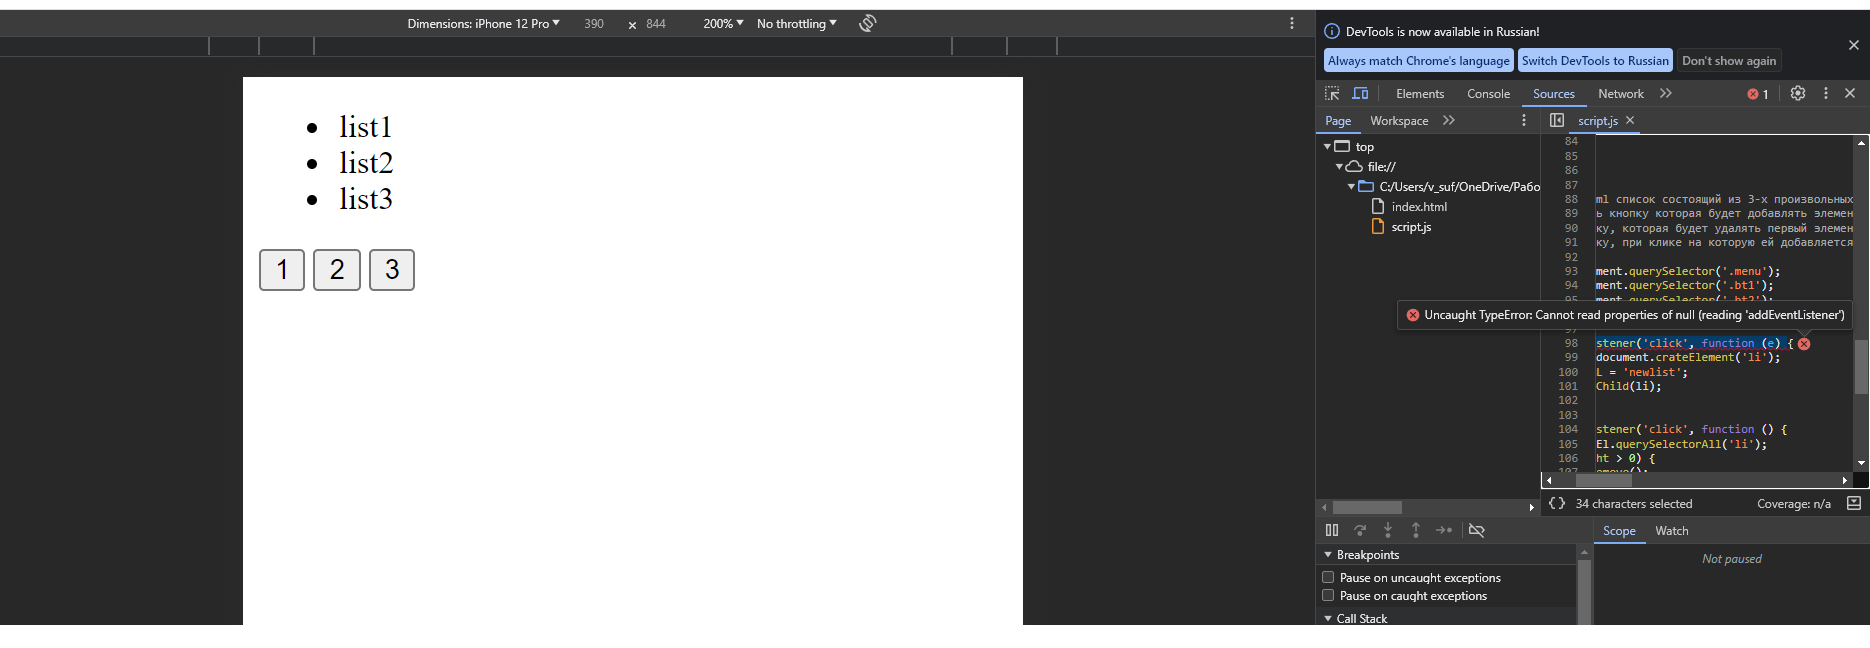 Dimensions: iPhone 12 Pro 390 × 844 200% No throttling
list1
list2
list3
1 2 3
DevTools is now available in Russian!
Always match Chrome's language Switch DevTools to Russian Don't show again
Elements Console Sources Network 1
Page Workspace
top
file://
C:/Users/v_suf/OneDrive/Рабо
index.html
script.js
script.js
84
85
86
87
88 ml список состоящий из 3-х произвольных
89 ь кнопку которая будет добавлять элемен
90 ку, которая будет удалять первый элемен
91 ку, при клике на которую ей добавляется
92
93 ment.querySelector('.menu');
94 ment.querySelector('.bt1');
95 ment.querySelector('.bt2');
Uncaught TypeError: Cannot read properties of null (reading 'addEventListener')
97
98 stener('click', function (e) {
99 document.crateElement('li');
100 L = 'newlist';
101 Child(li);
102
103
104 stener('click', function () {
105 El.querySelectorAll('li');
106 ht > 0) {
107 emove();
{} 34 characters selected Coverage: n/a
Scope Watch
Not paused
Breakpoints
Pause on uncaught exceptions
Pause on caught exceptions
Call Stack